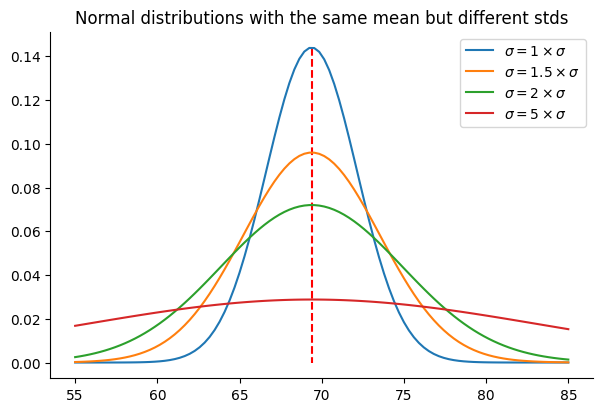 Normal distributions with the same mean but different stds
σ = 1 × σ
σ = 1.5 × σ
σ = 2 × σ
σ = 5 × σ
0.14
0.12
0.10
0.08
0.06
0.04
0.02
0.00
55 60 65 70 75 80 85